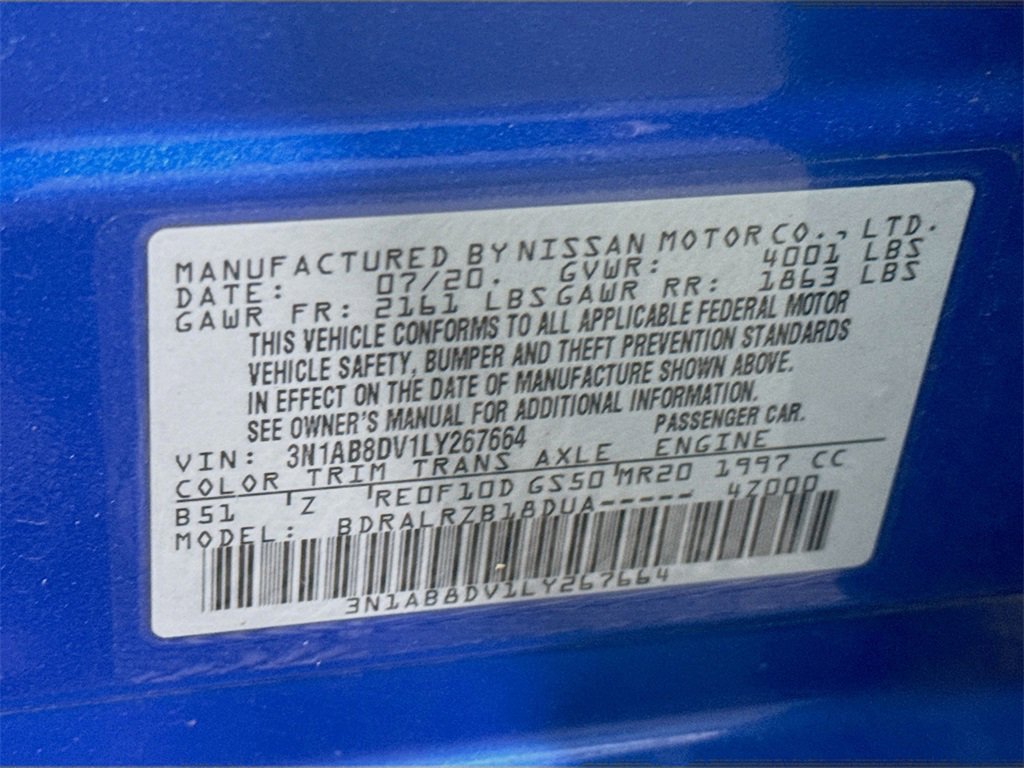 MANUFACTURED BY NISSAN MOTOR CO., LTD.
DATE: 07/20. GVWR: 4001 LBS
GAWR FR: 2161 LBS GAWR RR: 1863 LBS
THIS VEHICLE CONFORMS TO ALL APPLICABLE FEDERAL MOTOR
VEHICLE SAFETY, BUMPER AND THEFT PREVENTION STANDARDS
IN EFFECT ON THE DATE OF MANUFACTURE SHOWN ABOVE.
SEE OWNER'S MANUAL FOR ADDITIONAL INFORMATION.
VIN: 3N1AB8DV1LY267664 PASSENGER CAR.
COLOR TRIM TRANS AXLE ENGINE
B51 Z RE0F10D GS50 MR20 1997 CC
MODEL: BDRALRZB18DUA----- 4Z000
3N1AB8DV1LY267664